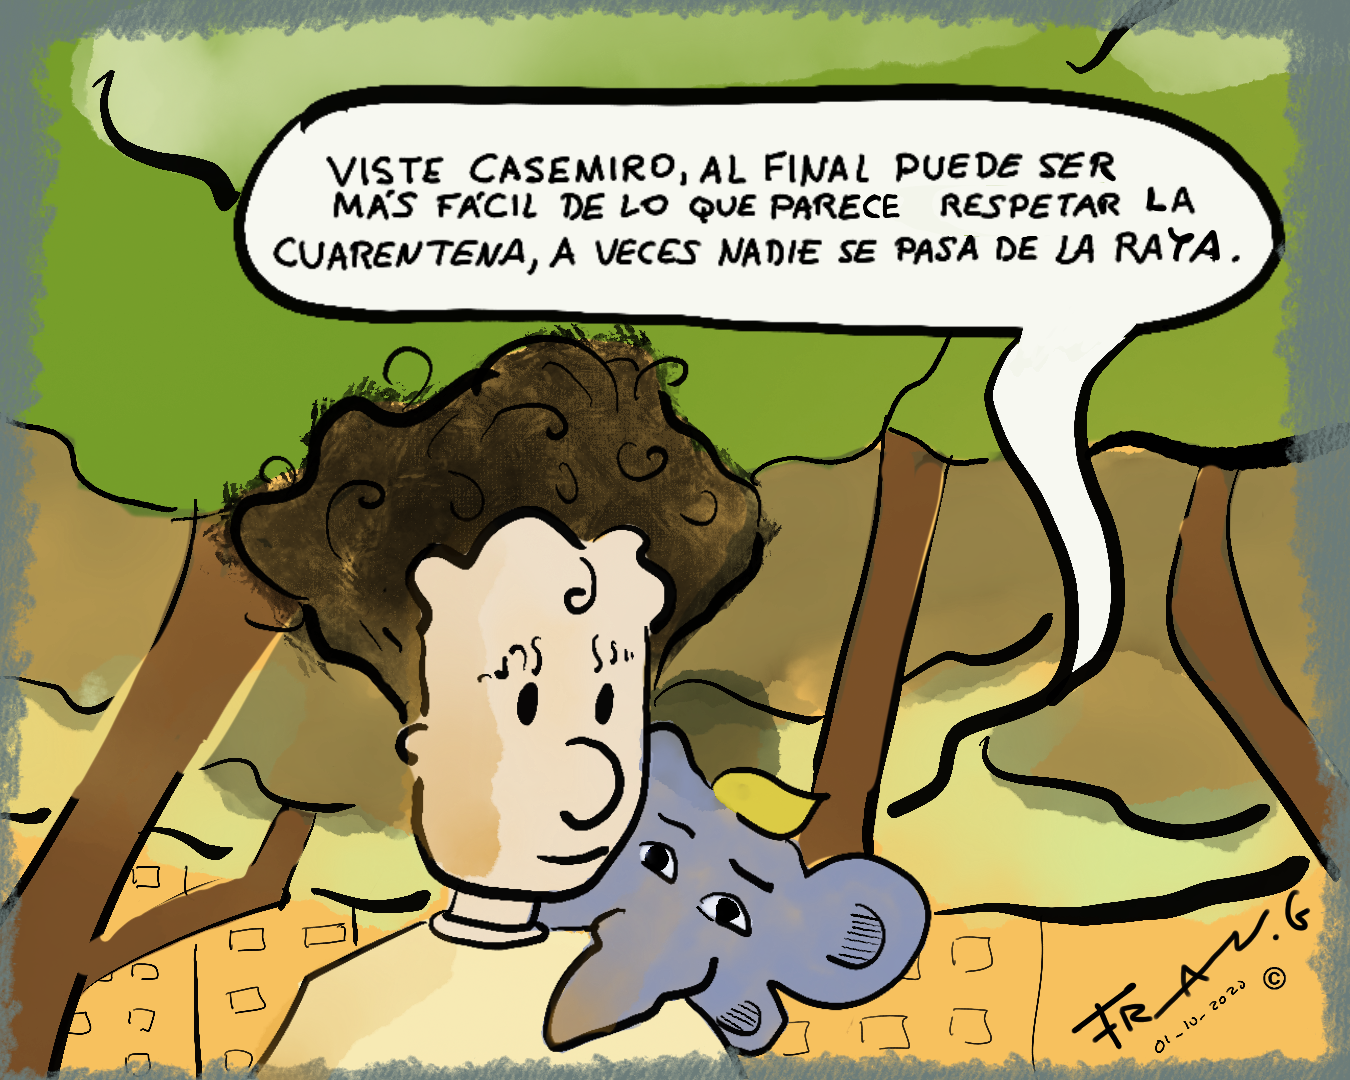 VISTE CASEMIRO, AL FINAL PUEDE SER
MÁS FÁCIL DE LO QUE PARECE RESPETAR LA
CUARENTENA, A VECES NADIE SE PASA DE LA RAYA.
FRAN.G
©
01-10-2020